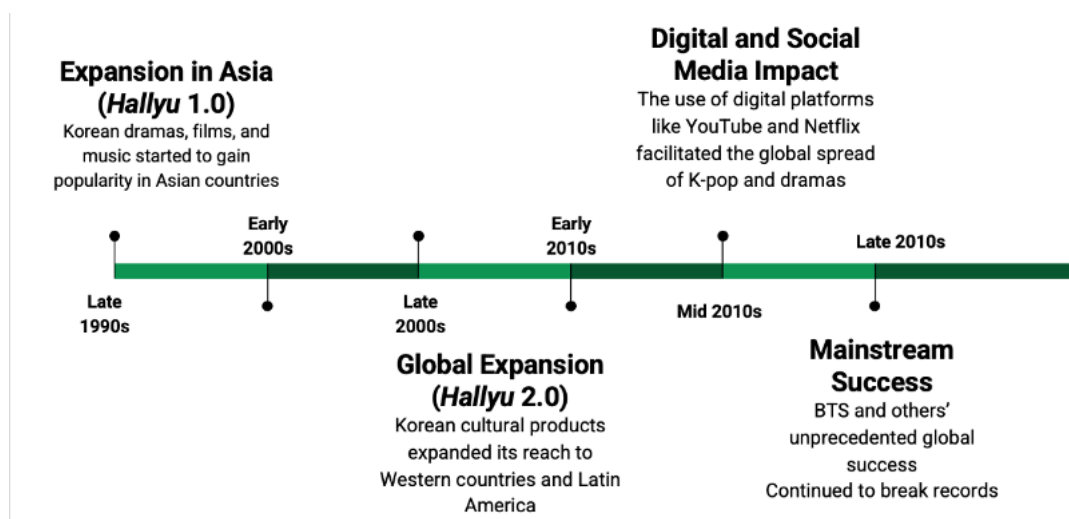 Expansion in Asia
(Hallyu 1.0)
Korean dramas, films, and
music started to gain
popularity in Asian countries
Digital and Social
Media Impact
The use of digital platforms
like YouTube and Netflix
facilitated the global spread
of K-pop and dramas
Late
1990s
Early
2000s
Late
2000s
Early
2010s
Mid 2010s
Late 2010s
Global Expansion
(Hallyu 2.0)
Korean cultural products
expanded its reach to
Western countries and Latin
America
Mainstream
Success
BTS and others’
unprecedented global
success
Continued to break records